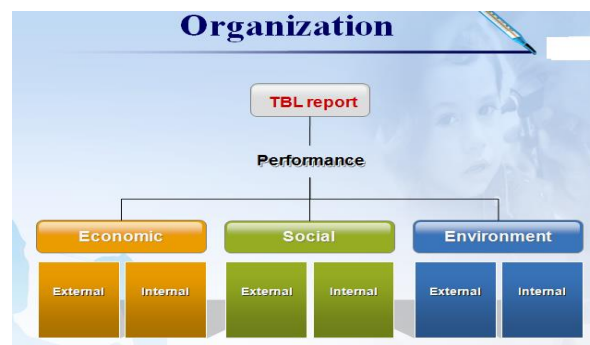 Organization
TBL report
Performance
Economic Social Environment
External Internal External Internal External Internal